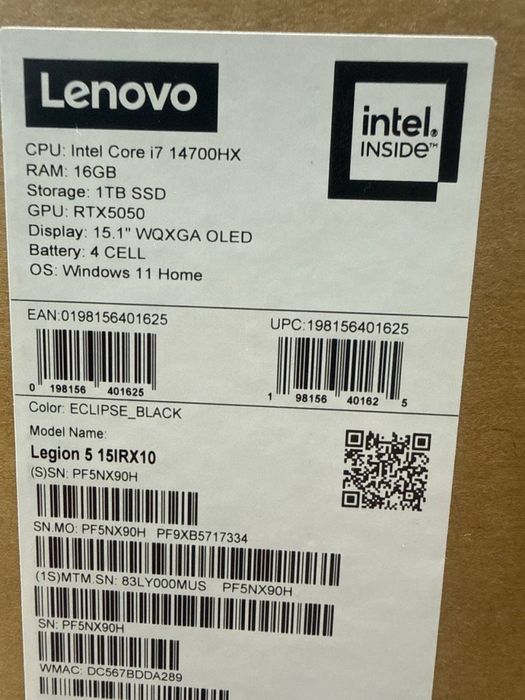 Lenovo
intel.
INSIDE™
CPU: Intel Core i7 14700HX
RAM: 16GB
Storage: 1TB SSD
GPU: RTX5050
Display: 15.1" WQXGA OLED
Battery: 4 CELL
OS: Windows 11 Home
EAN:0198156401625
UPC:198156401625
0 198156 401625
1 98156 40162 5
Color: ECLIPSE_BLACK
Model Name:
Legion 5 15IRX10
(S)SN: PF5NX90H
SN.MO: PF5NX90H PF9XB5717334
(1S)MTM.SN: 83LY000MUS PF5NX90H
SN: PF5NX90H
WMAC: DC567BDDA289